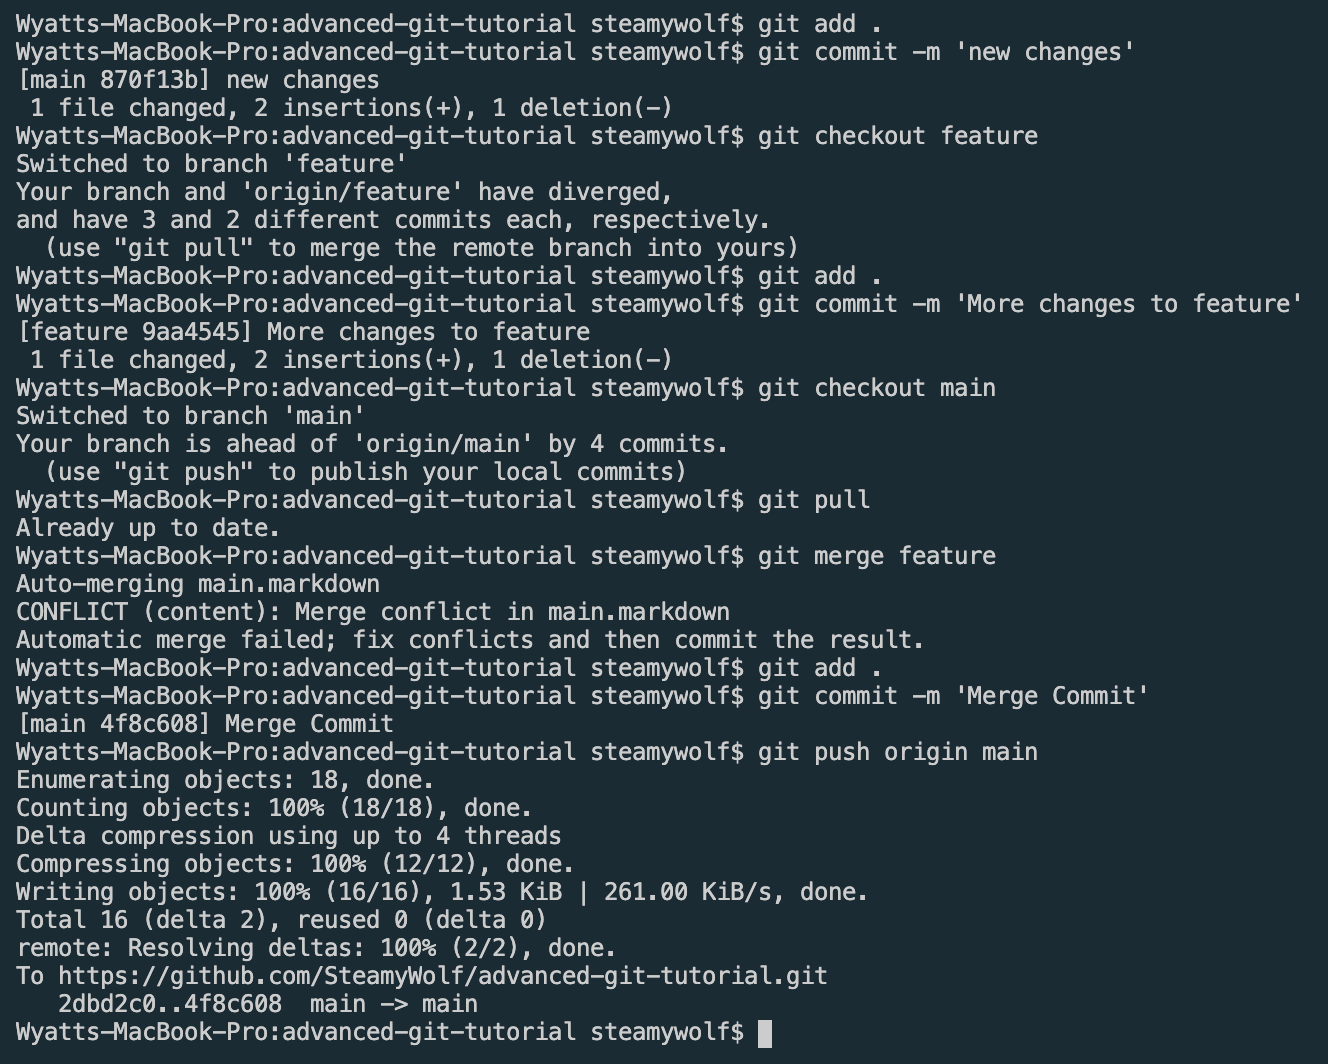 Wyatts-MacBook-Pro:advanced-git-tutorial steamywolf$ git add .
Wyatts-MacBook-Pro:advanced-git-tutorial steamywolf$ git commit -m 'new changes'
[main 870f13b] new changes
 1 file changed, 2 insertions(+), 1 deletion(-)
Wyatts-MacBook-Pro:advanced-git-tutorial steamywolf$ git checkout feature
Switched to branch 'feature'
Your branch and 'origin/feature' have diverged,
and have 3 and 2 different commits each, respectively.
  (use "git pull" to merge the remote branch into yours)
Wyatts-MacBook-Pro:advanced-git-tutorial steamywolf$ git add .
Wyatts-MacBook-Pro:advanced-git-tutorial steamywolf$ git commit -m 'More changes to feature'
[feature 9aa4545] More changes to feature
 1 file changed, 2 insertions(+), 1 deletion(-)
Wyatts-MacBook-Pro:advanced-git-tutorial steamywolf$ git checkout main
Switched to branch 'main'
Your branch is ahead of 'origin/main' by 4 commits.
  (use "git push" to publish your local commits)
Wyatts-MacBook-Pro:advanced-git-tutorial steamywolf$ git pull
Already up to date.
Wyatts-MacBook-Pro:advanced-git-tutorial steamywolf$ git merge feature
Auto-merging main.markdown
CONFLICT (content): Merge conflict in main.markdown
Automatic merge failed; fix conflicts and then commit the result.
Wyatts-MacBook-Pro:advanced-git-tutorial steamywolf$ git add .
Wyatts-MacBook-Pro:advanced-git-tutorial steamywolf$ git commit -m 'Merge Commit'
[main 4f8c608] Merge Commit
Wyatts-MacBook-Pro:advanced-git-tutorial steamywolf$ git push origin main
Enumerating objects: 18, done.
Counting objects: 100% (18/18), done.
Delta compression using up to 4 threads
Compressing objects: 100% (12/12), done.
Writing objects: 100% (16/16), 1.53 KiB | 261.00 KiB/s, done.
Total 16 (delta 2), reused 0 (delta 0)
remote: Resolving deltas: 100% (2/2), done.
To https://github.com/SteamyWolf/advanced-git-tutorial.git
   2dbd2c0..4f8c608  main -> main
Wyatts-MacBook-Pro:advanced-git-tutorial steamywolf$